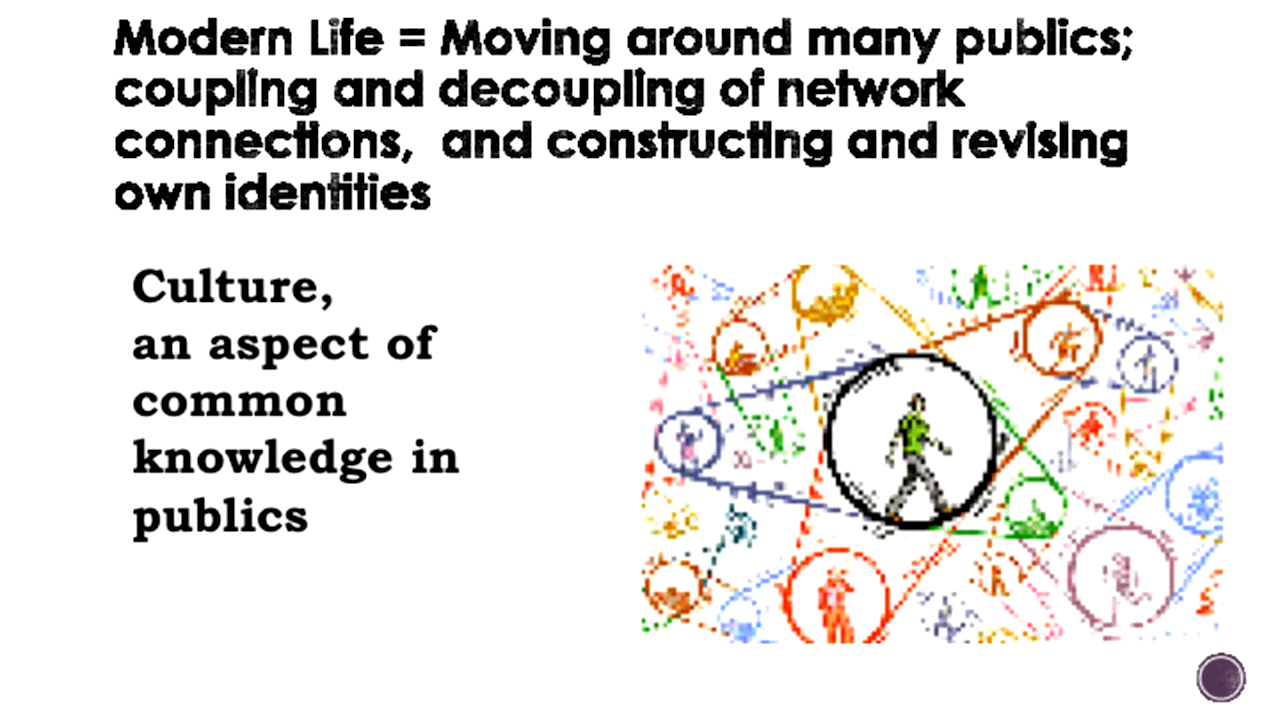 Modern Life = Moving around many publics;
coupling and decoupling of network
connections, and constructing and revising
own identities
Culture,
an aspect of
common
knowledge in
publics